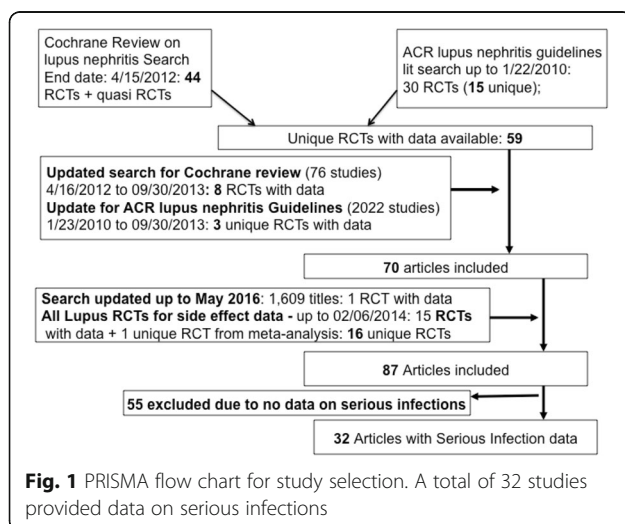 Cochrane Review on
lupus nephritis Search
End date: 4/15/2012: 44
RCTs + quasi RCTs
ACR lupus nephritis guidelines
lit search up to 1/22/2010:
30 RCTs (15 unique);
Unique RCTs with data available: 59
Updated search for Cochrane review (76 studies)
4/16/2012 to 09/30/2013: 8 RCTs with data
Update for ACR lupus nephritis Guidelines (2022 studies)
1/23/2010 to 09/30/2013: 3 unique RCTs with data
70 articles included
Search updated up to May 2016: 1,609 titles: 1 RCT with data
All Lupus RCTs for side effect data - up to 02/06/2014: 15 RCTs
with data + 1 unique RCT from meta-analysis: 16 unique RCTs
87 Articles included
55 excluded due to no data on serious infections
32 Articles with Serious Infection data
Fig. 1 PRISMA flow chart for study selection. A total of 32 studies
provided data on serious infections